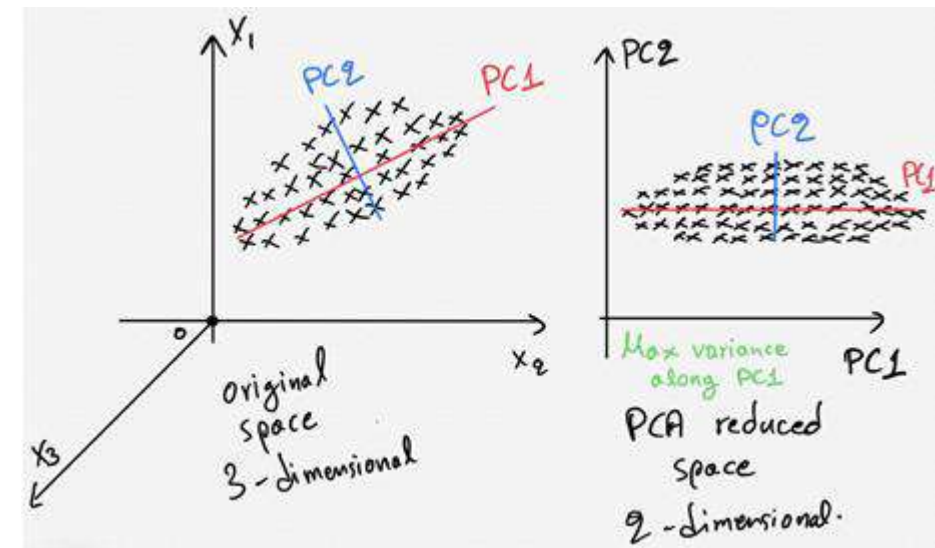 X₁
PC2
PC1
0
X₂
X₃
original
space
3-dimensional
PC2
PC2
PC1
Max variance
along PC1
PC1
PCA reduced
space
2-dimensional.